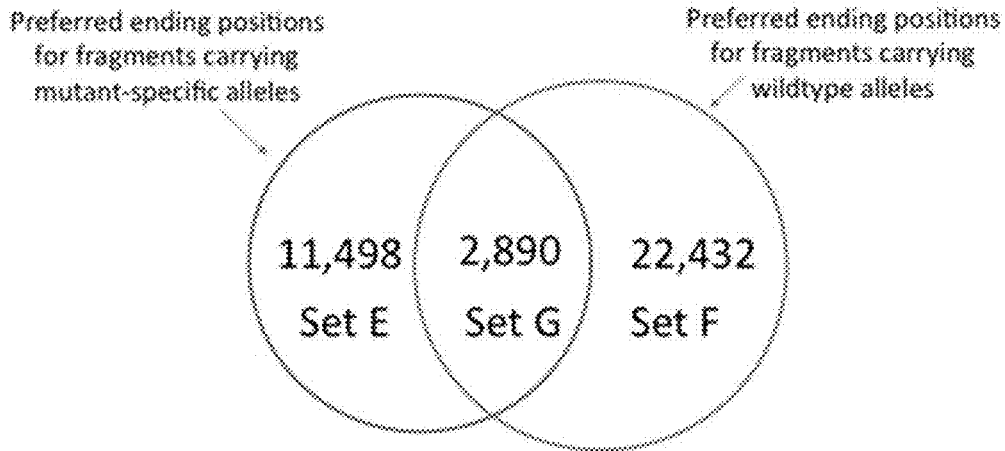 Preferred ending positions
for fragments carrying
mutant-specific alleles
Preferred ending positions
for fragments carrying
wildtype alleles
11,498
2,890
22,432
Set E
Set G
Set F